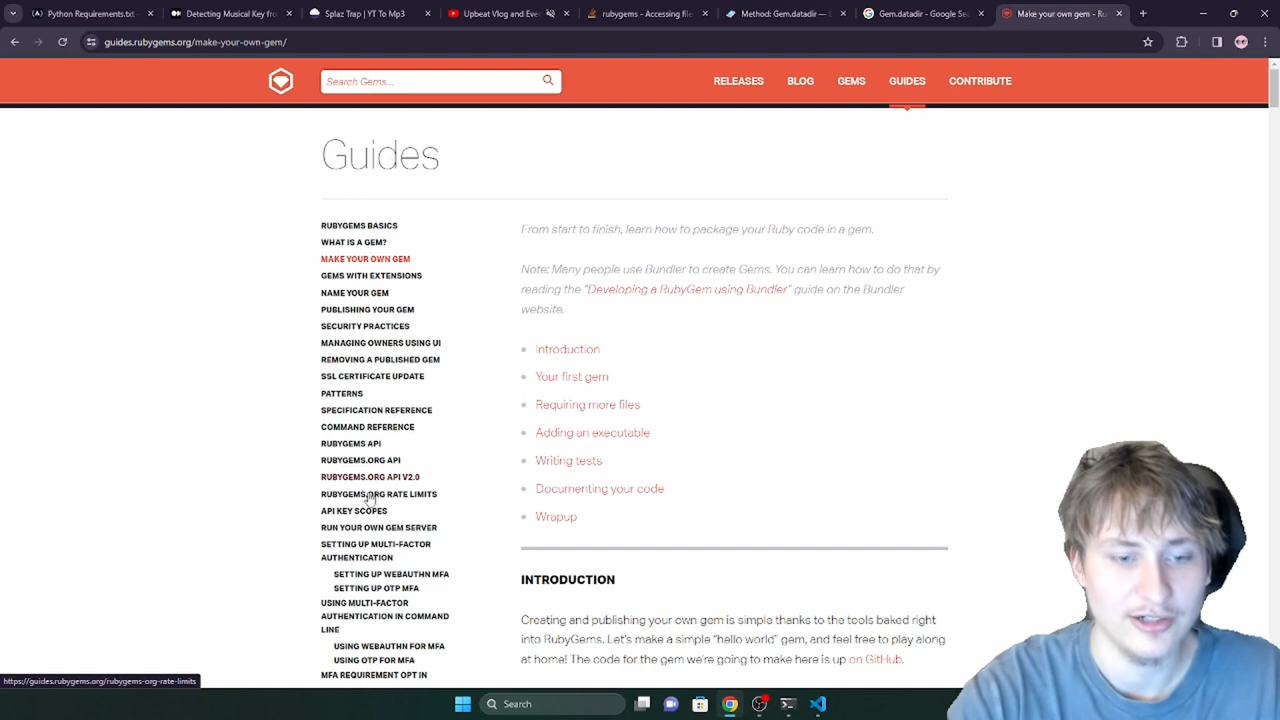 Python Requirements.txt -
Detecting Musical Key from
Splaz Trap | YT To Mp3
Upbeat Vlog and Ever
rubygems - Accessing file
Method: Gem.datadir — D
Gem.datadir - Google Sea
Make your own gem - Ru
guides.rubygems.org/make-your-own-gem/
Search Gems…
RELEASES
BLOG
GEMS
GUIDES
CONTRIBUTE
Guides
RUBYGEMS BASICS
WHAT IS A GEM?
MAKE YOUR OWN GEM
GEMS WITH EXTENSIONS
NAME YOUR GEM
PUBLISHING YOUR GEM
SECURITY PRACTICES
MANAGING OWNERS USING UI
REMOVING A PUBLISHED GEM
SSL CERTIFICATE UPDATE
PATTERNS
SPECIFICATION REFERENCE
COMMAND REFERENCE
RUBYGEMS API
RUBYGEMS.ORG API
RUBYGEMS.ORG API V2.0
RUBYGEMS.ORG RATE LIMITS
API KEY SCOPES
RUN YOUR OWN GEM SERVER
SETTING UP MULTI-FACTOR
AUTHENTICATION
SETTING UP WEBAUTHN MFA
SETTING UP OTP MFA
USING MULTI-FACTOR
AUTHENTICATION IN COMMAND
LINE
USING WEBAUTHN FOR MFA
USING OTP FOR MFA
MFA REQUIREMENT OPT IN
From start to finish, learn how to package your Ruby code in a gem.
Note: Many people use Bundler to create Gems. You can learn how to do that by
reading the "Developing a RubyGem using Bundler" guide on the Bundler
website.
Introduction
Your first gem
Requiring more files
Adding an executable
Writing tests
Documenting your code
Wrapup
INTRODUCTION
Creating and publishing your own gem is simple thanks to the tools baked right
into RubyGems. Let's make a simple "hello world" gem, and feel free to play along
at home! The code for the gem we're going to make here is up on GitHub.
https://guides.rubygems.org/rubygems-org-rate-limits
Search